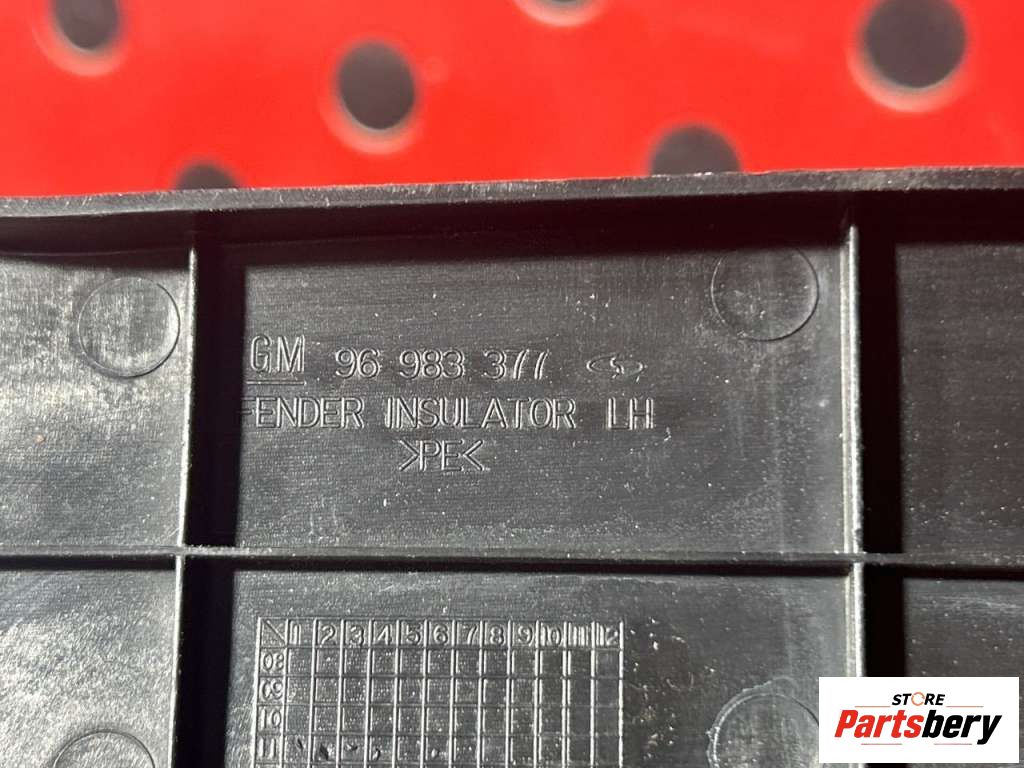 GM 96 983 377
FENDER INSULATOR LH
>PE<
1 2 3 4 5 6 7 8 9 10 11 12
08
09
10
11
STORE
Partsbery